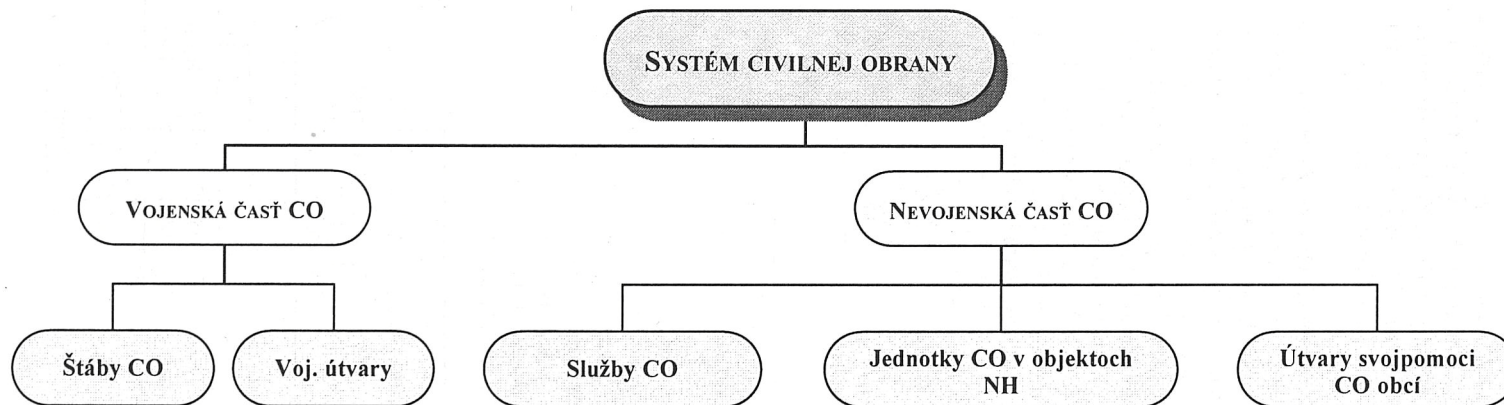 SYSTÉM CIVILNEJ OBRANY
VOJENSKÁ ČASŤ CO
NEVOJENSKÁ ČASŤ CO
Štáby CO
Voj. útvary
Služby CO
Jednotky CO v objektoch
NH
Útvary svojpomoci
CO obcí